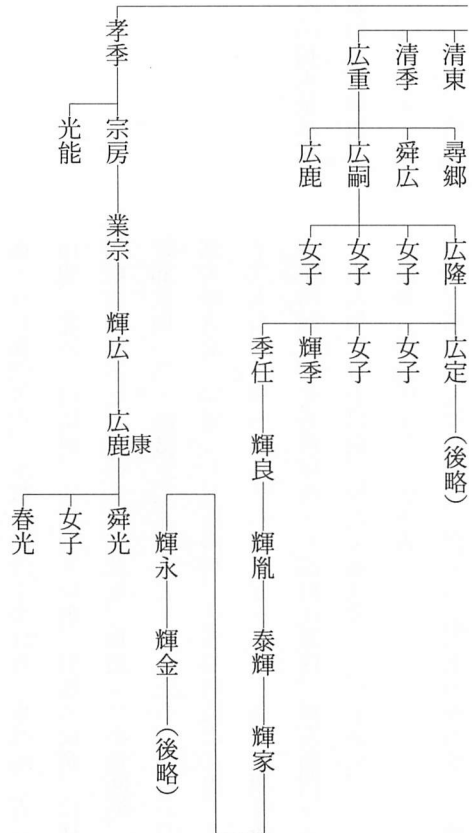 清東
清季
広重
尋郷
舜広
広嗣
広鹿
広隆
女子
女子
女子
広定
(後略)
女子
女子
輝季
季任
輝良
輝胤
泰輝
輝家
輝永
輝金
(後略)
孝季
宗房
光能
業宗
輝広
広鹿
康
舜光
女子
春光